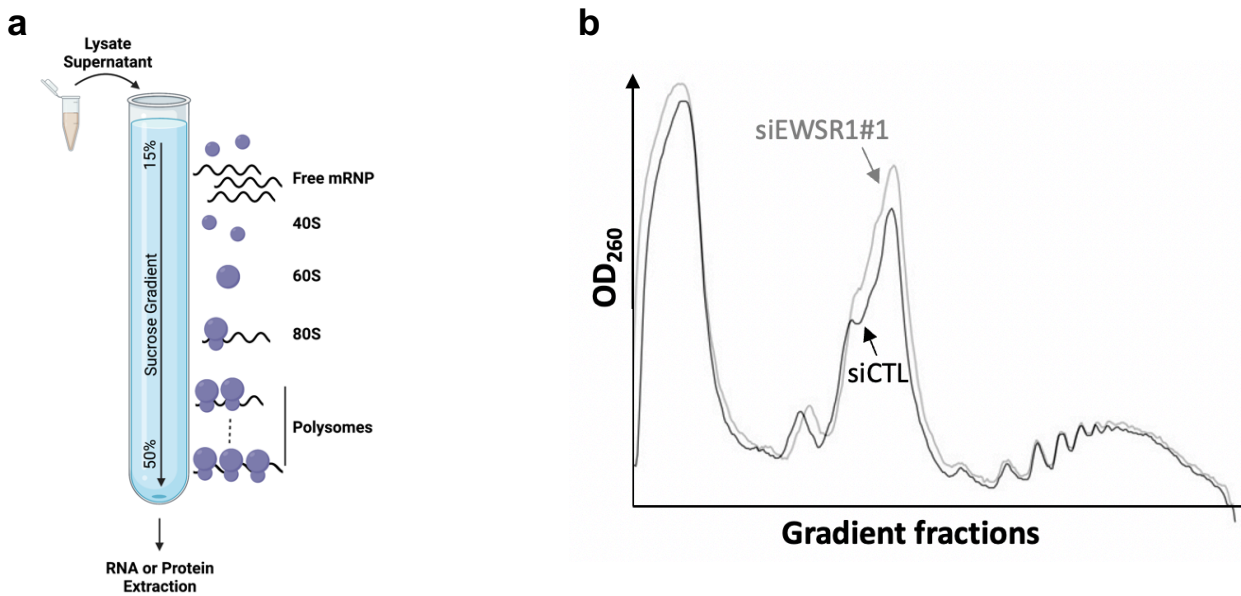 a
Lysate
Supernatant
15%
Sucrose Gradient
50%
Free mRNP
40S
60S
80S
Polysomes
RNA or Protein
Extraction
b
siEWSR1#1
siCTL
OD260
Gradient fractions